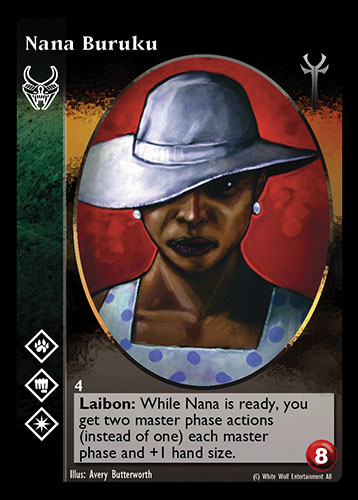 Nana Buruku
4
Laibon: While Nana is ready, you
get two master phase actions
(instead of one) each master
phase and +1 hand size.
8
Illus: Avery Butterworth
(C) White Wolf Entertainment AB